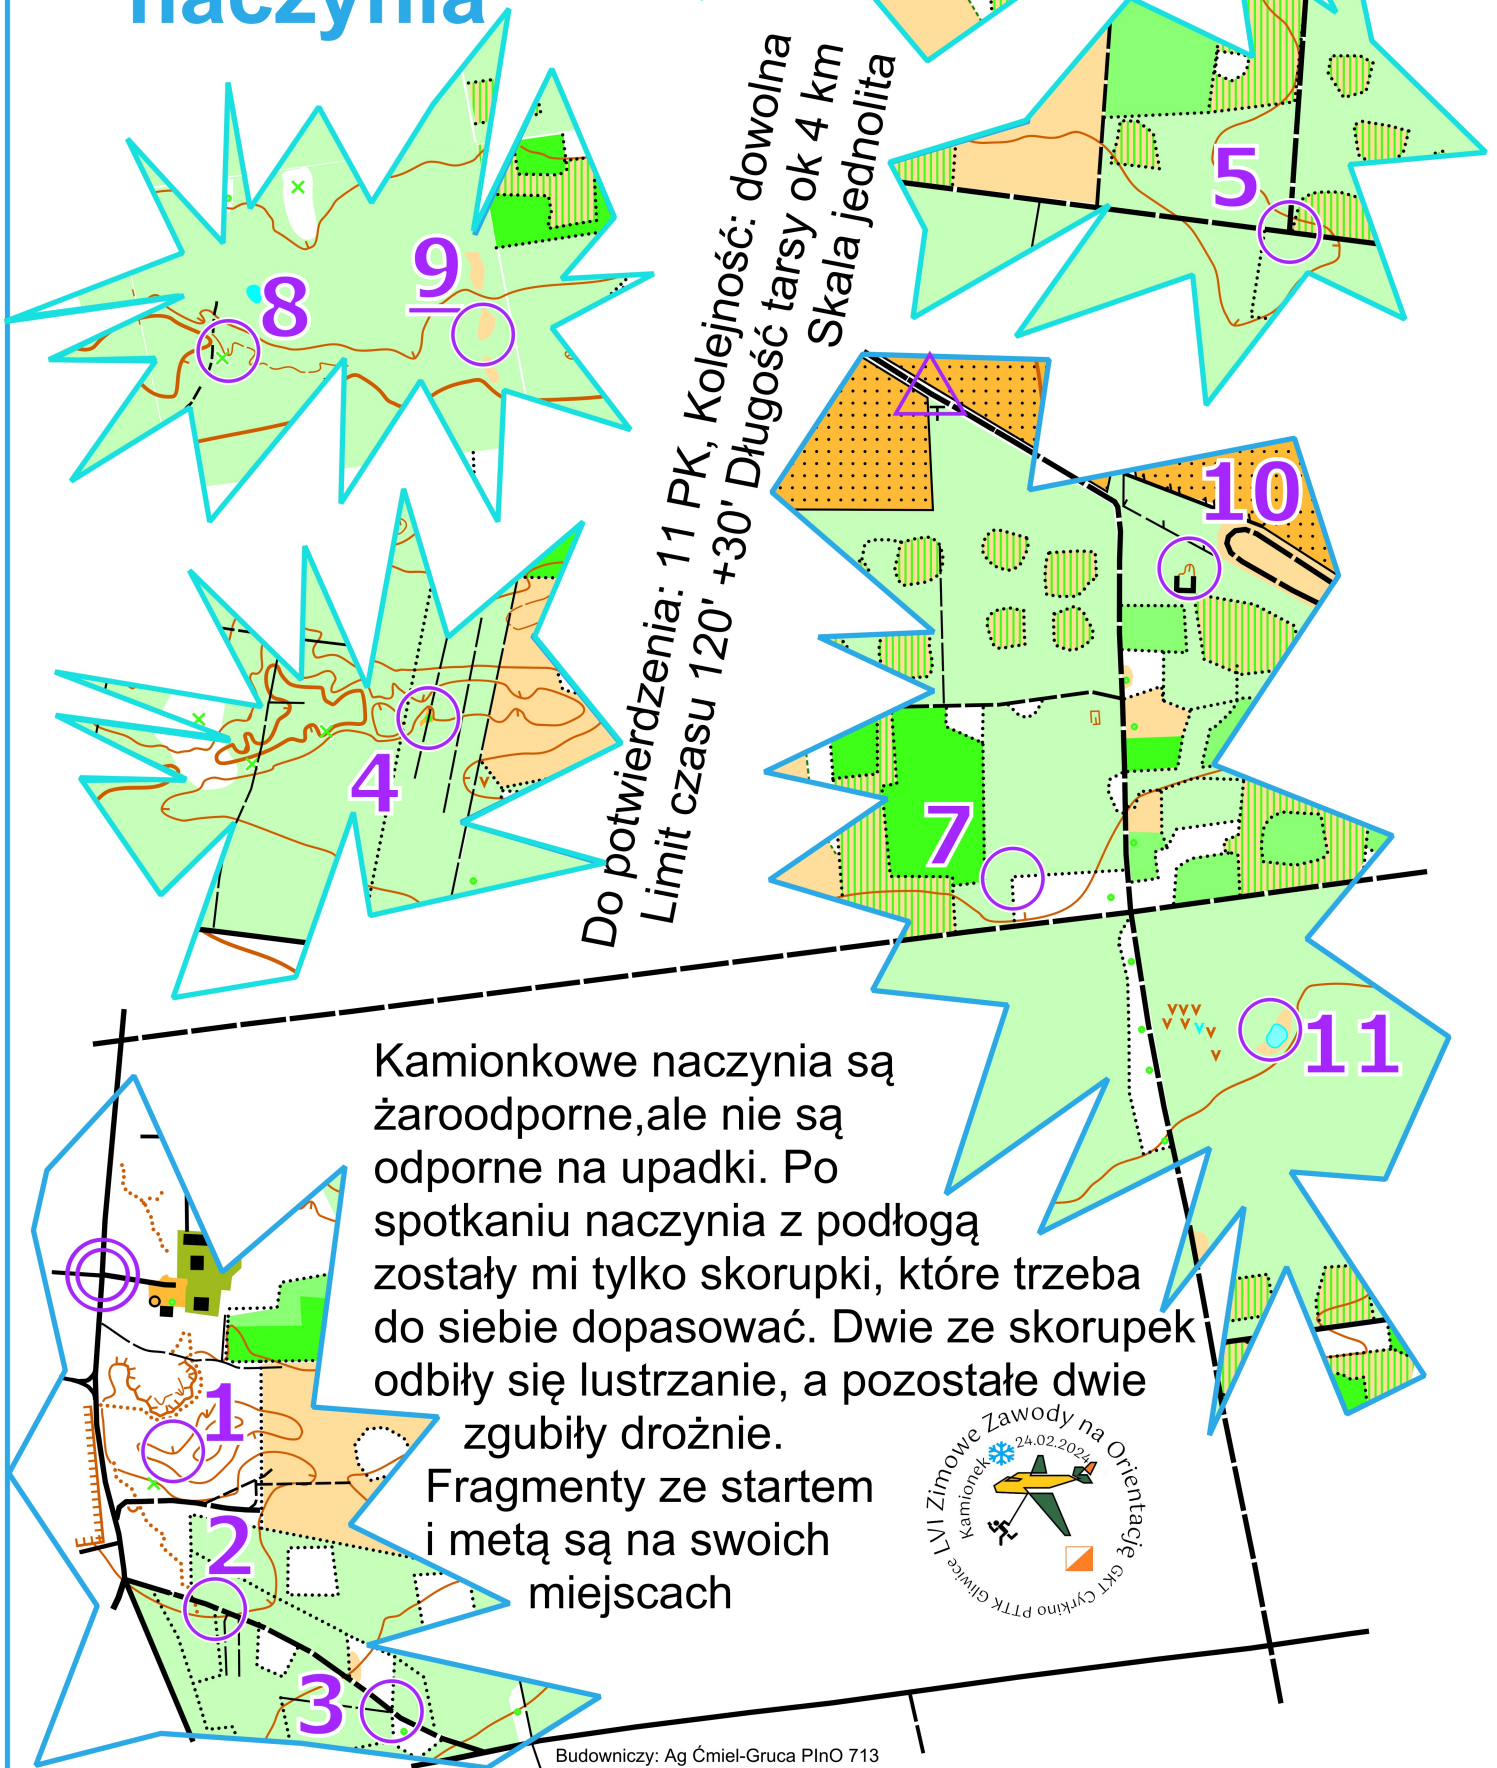 naczynia
Do potwierdzenia: 11 PK, Kolejność: dowolna
Limit czasu 120' +30' Długość tarsy ok 4 km
Skala jednolita
5
8
9
10
4
7
11
Kamionkowe naczynia są
żaroodporne,ale nie są
odporne na upadki. Po
spotkaniu naczynia z podłogą
zostały mi tylko skorupki, które trzeba
do siebie dopasować. Dwie ze skorupek
odbiły się lustrzanie, a pozostałe dwie
zgubiły drożnie.
Fragmenty ze startem
i metą są na swoich
miejscach
1
2
3
LVI Zimowe Zawody na Orientację
Kamionek 24.02.2024
GKT Cyrkino PTTK Gliwice
Budowniczy: Ag Ćmiel-Gruca PInO 713